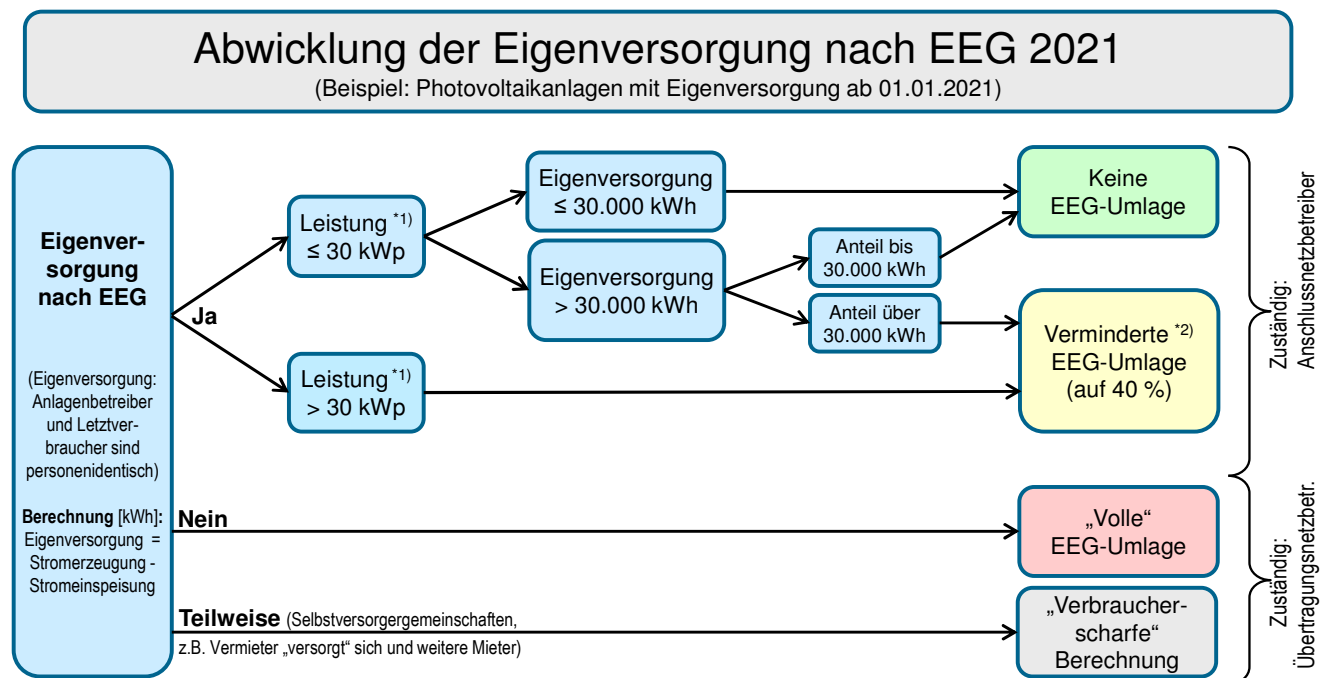 Abwicklung der Eigenversorgung nach EEG 2021
(Beispiel: Photovoltaikanlagen mit Eigenversorgung ab 01.01.2021)
Eigenver-
sorgung
nach EEG
(Eigenversorgung:
Anlagenbetreiber
und Letztver-
braucher sind
personenidentisch)
Berechnung [kWh]:
Eigenversorgung =
Stromerzeugung -
Stromeinspeisung
Ja
Leistung *1)
≤ 30 kWp
Leistung *1)
> 30 kWp
Eigenversorgung
≤ 30.000 kWh
Eigenversorgung
> 30.000 kWh
Anteil bis
30.000 kWh
Anteil über
30.000 kWh
Keine
EEG-Umlage
Verminderte *2)
EEG-Umlage
(auf 40 %)
Zuständig:
Anschlussnetzbetreiber
Nein
„Volle“
EEG-Umlage
Teilweise (Selbstversorgergemeinschaften,
z.B. Vermieter „versorgt“ sich und weitere Mieter)
„Verbraucher-
scharfe“
Berechnung
Zuständig:
Übertragungsnetzbetr.